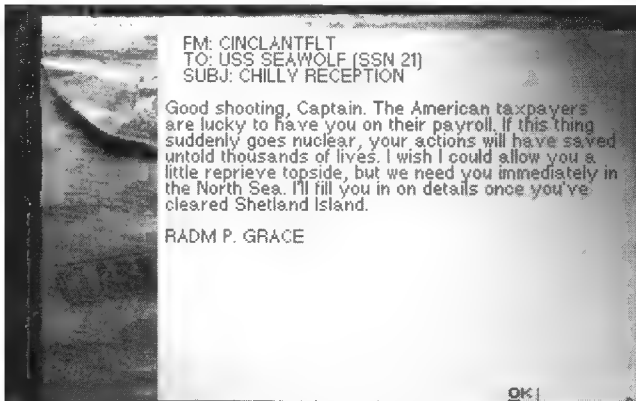 FM: CINCLANTFLT
TO: USS SEAWOLF (SSN 21)
SUBJ: CHILLY RECEPTION
Good shooting, Captain. The American taxpayers
are lucky to have you on their payroll. If this thing
suddenly goes nuclear, your actions will have saved
untold thousands of lives. I wish I could allow you a
little reprieve topside, but we need you immediately in
the North Sea. I'll fill you in on details once you've
cleared Shetland Island.
RADM P. GRACE
OK